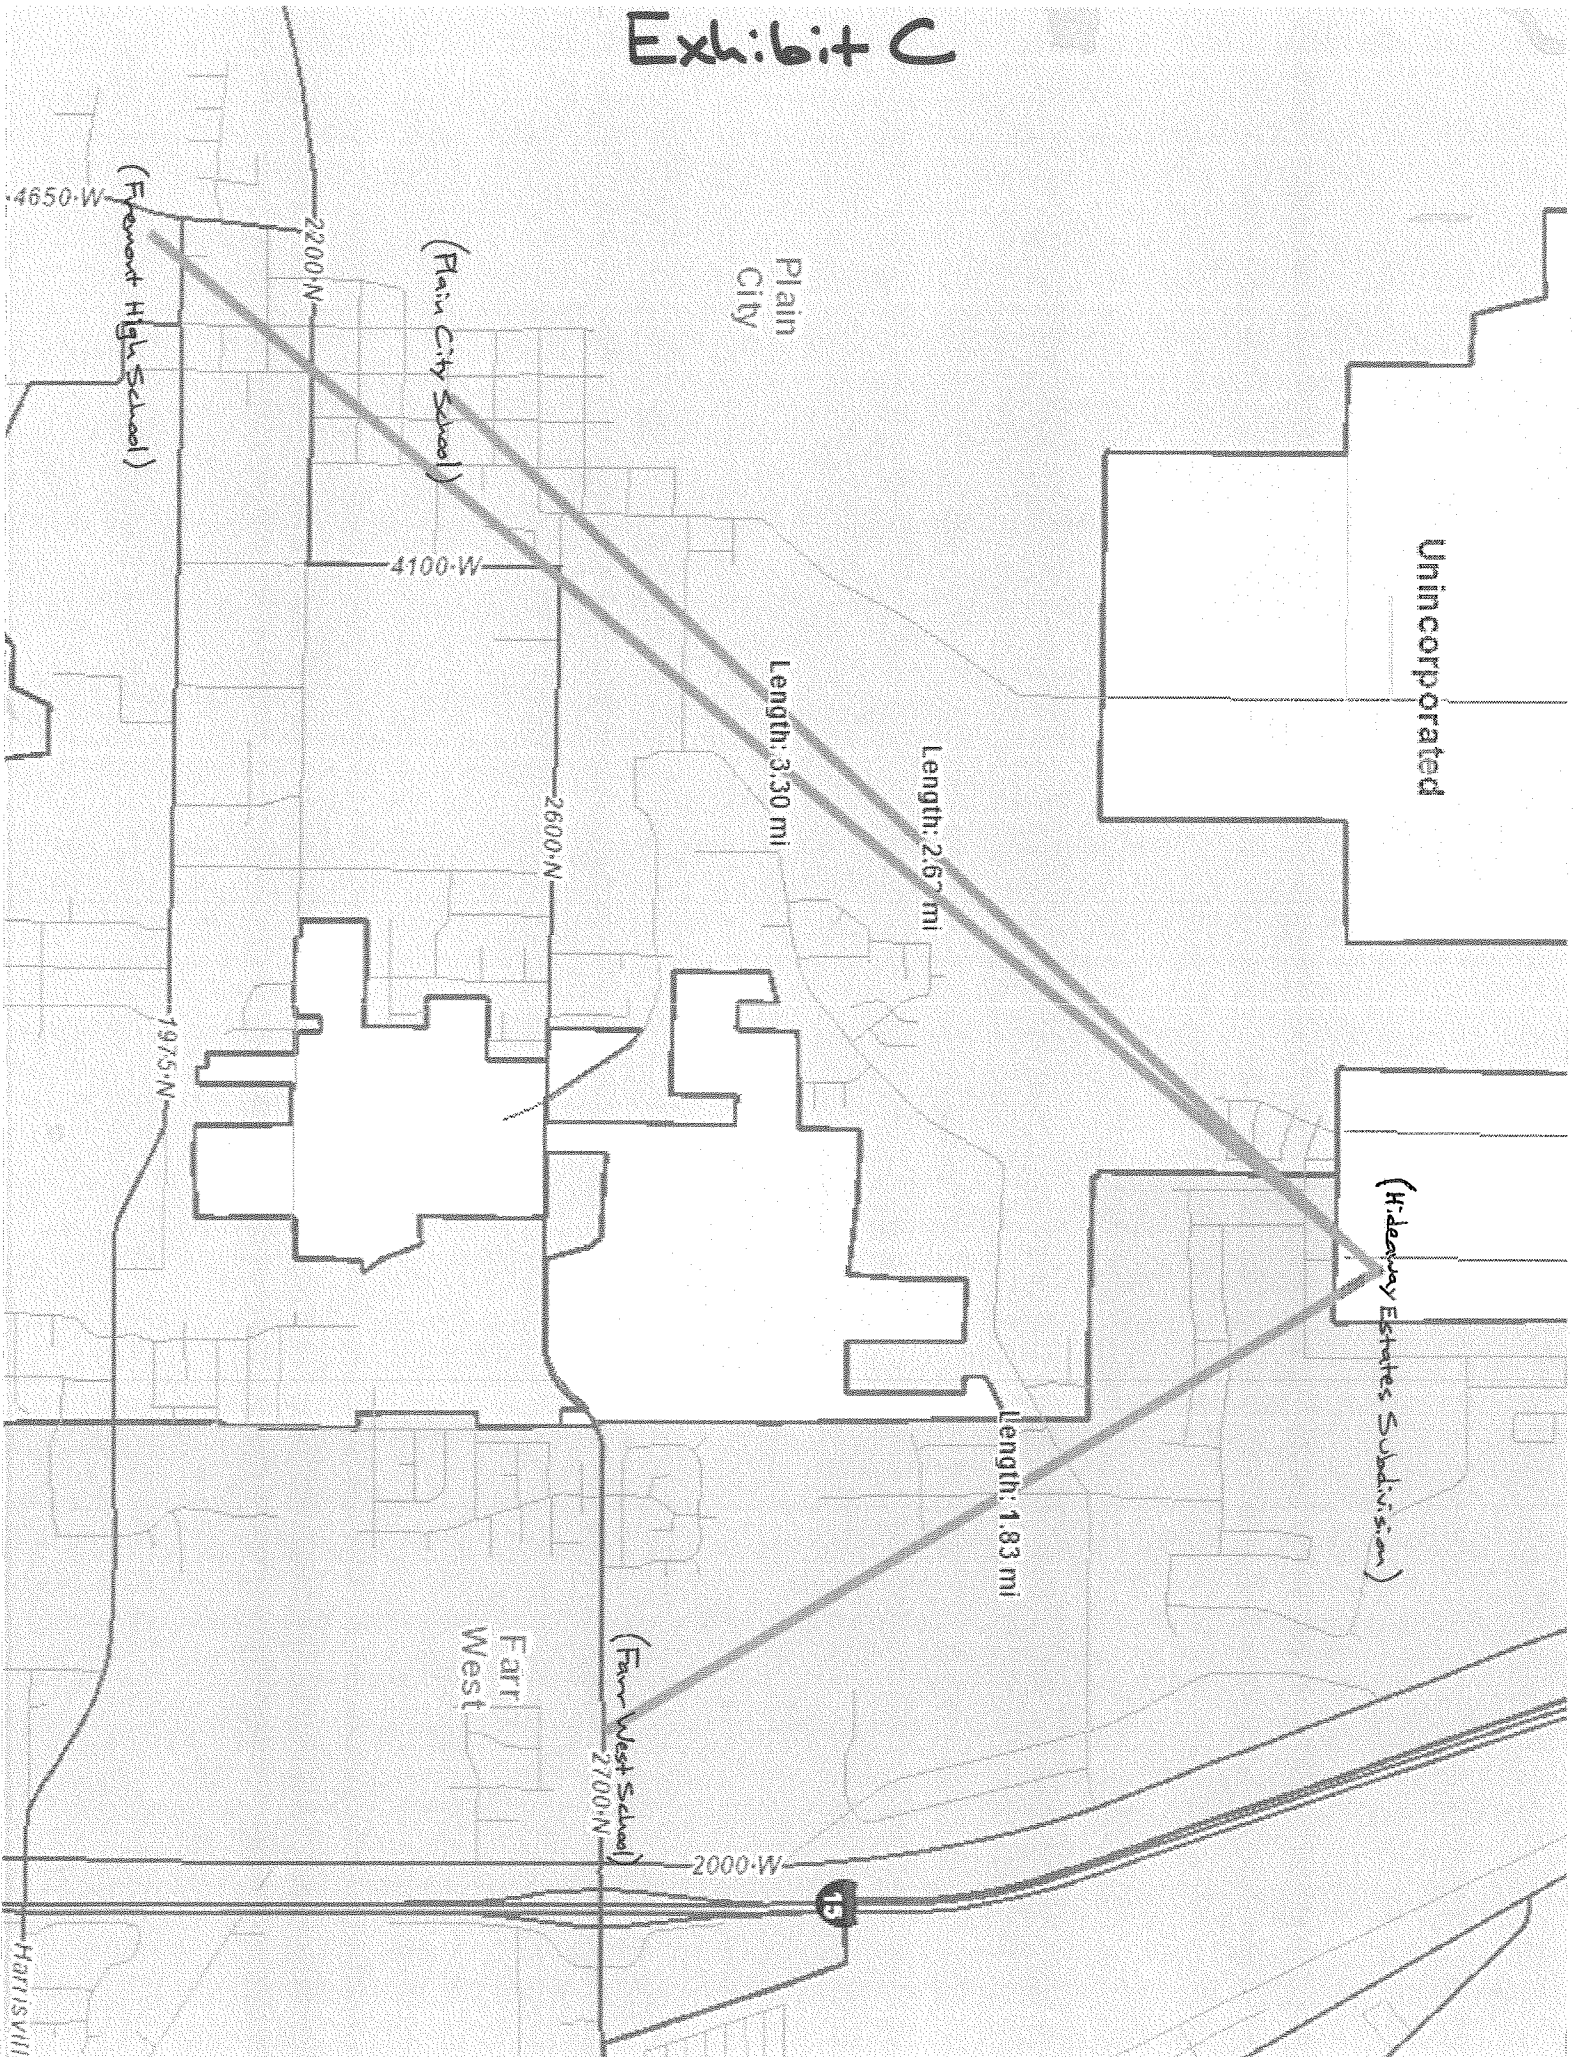 Exhibit C
4650·W
(Fremont High School)
2200·N
(Plain City School)
Plain
City
Unincorporated
4100·W
Length: 3.30 mi
Length: 2.62 mi
2600·N
1975·N
(Hideaway Estates Subdivision)
Length: 1.83 mi
Farr
West
(Farr West School)
2700·N
2000·W
15
Harrisvill